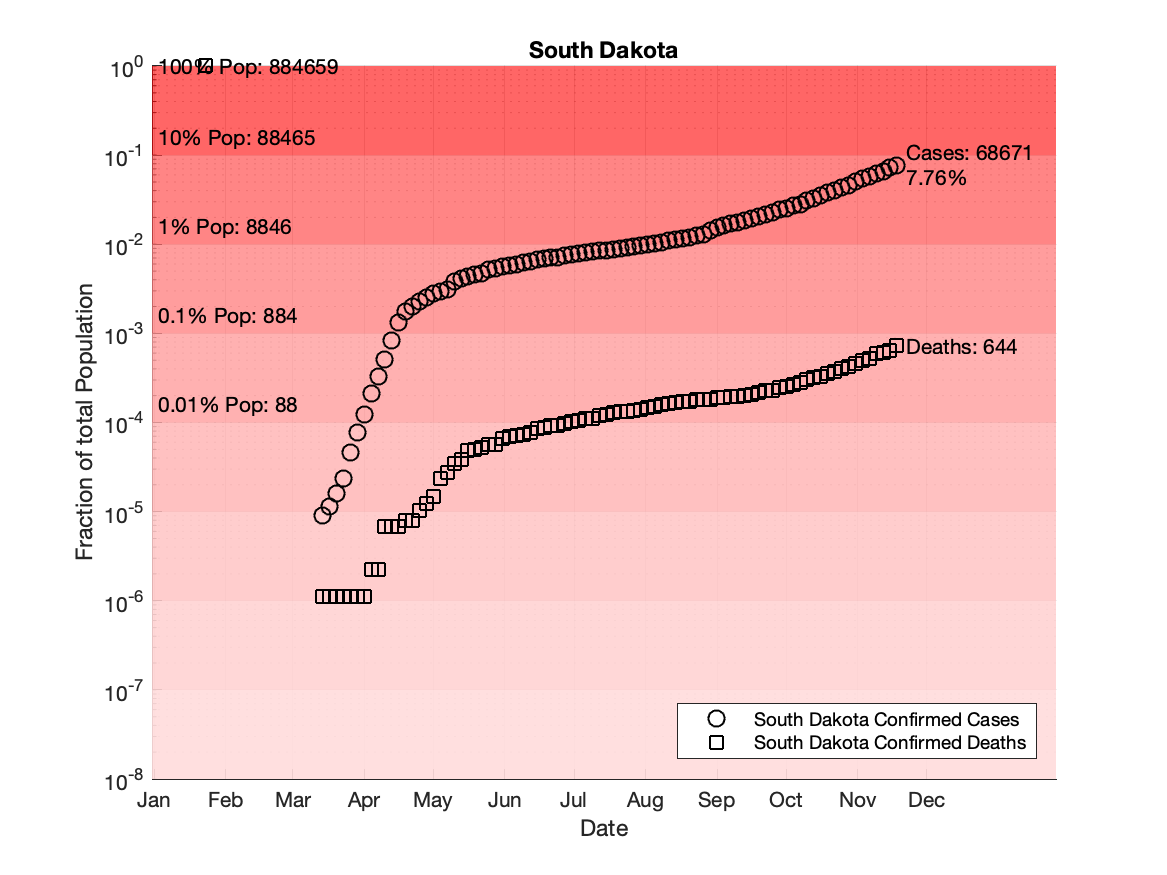 South Dakota
10^0
100% Pop: 884659
10% Pop: 88465
10^-1
Cases: 68671
7.76%
1% Pop: 8846
10^-2
0.1% Pop: 884
10^-3
Deaths: 644
0.01% Pop: 88
10^-4
10^-5
10^-6
10^-7
10^-8
Fraction of total Population
South Dakota Confirmed Cases
South Dakota Confirmed Deaths
Jan Feb Mar Apr May Jun Jul Aug Sep Oct Nov Dec
Date